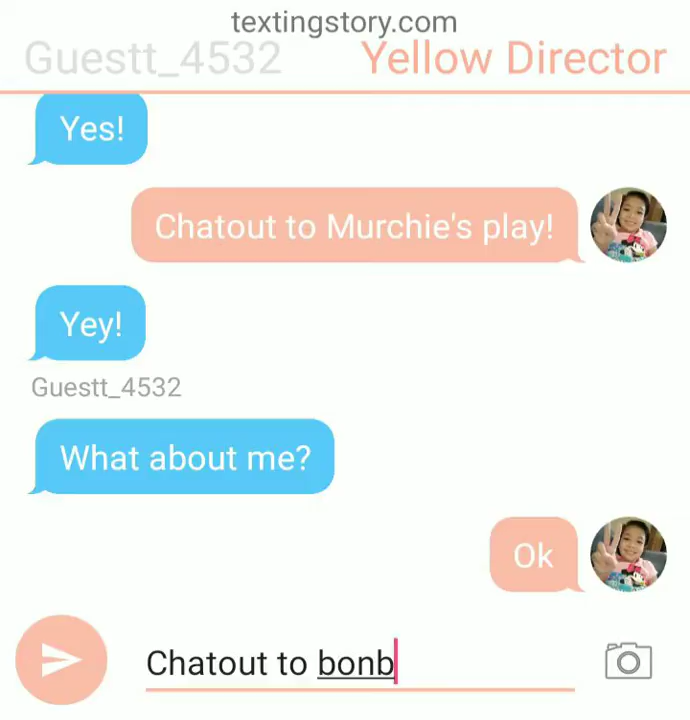 textingstory.com
Guestt_4532 Yellow Director
Yes!
Chatout to Murchie's play!
Yey!
Guestt_4532
What about me?
Ok
Chatout to bonb